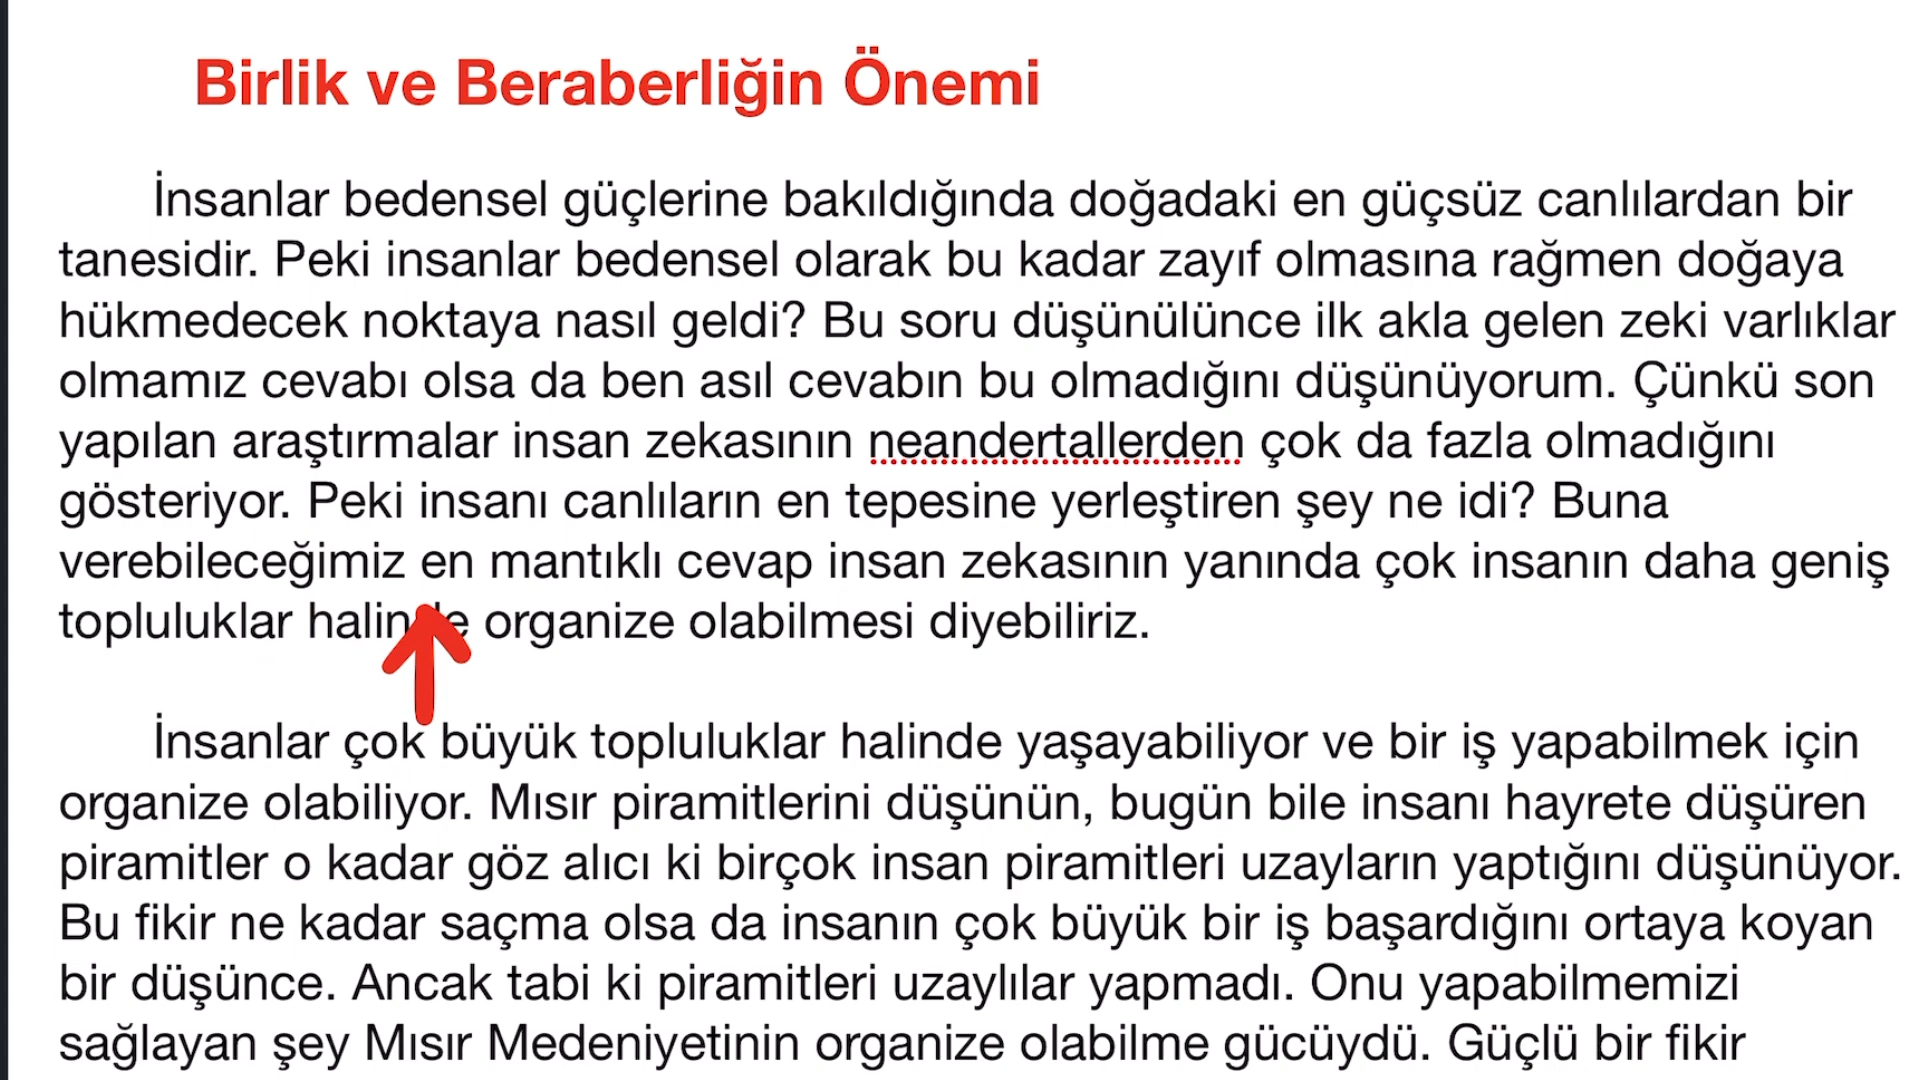 Birlik ve Beraberliğin Önemi
İnsanlar bedensel güçlerine bakıldığında doğadaki en güçsüz canlılardan bir
tanesidir. Peki insanlar bedensel olarak bu kadar zayıf olmasına rağmen doğaya
hükmedecek noktaya nasıl geldi? Bu soru düşünülünce ilk akla gelen zeki varlıklar
olmamız cevabı olsa da ben asıl cevabın bu olmadığını düşünüyorum. Çünkü son
yapılan araştırmalar insan zekasının neandertallerden çok da fazla olmadığını
gösteriyor. Peki insanı canlıların en tepesine yerleştiren şey ne idi? Buna
verebileceğimiz en mantıklı cevap insan zekasının yanında çok insanın daha geniş
topluluklar halinde organize olabilmesi diyebiliriz.
İnsanlar çok büyük topluluklar halinde yaşayabiliyor ve bir iş yapabilmek için
organize olabiliyor. Mısır piramitlerini düşünün, bugün bile insanı hayrete düşüren
piramitler o kadar göz alıcı ki birçok insan piramitleri uzayların yaptığını düşünüyor.
Bu fikir ne kadar saçma olsa da insanın çok büyük bir iş başardığını ortaya koyan
bir düşünce. Ancak tabi ki piramitleri uzaylılar yapmadı. Onu yapabilmemizi
sağlayan şey Mısır Medeniyetinin organize olabilme gücüydü. Güçlü bir fikir